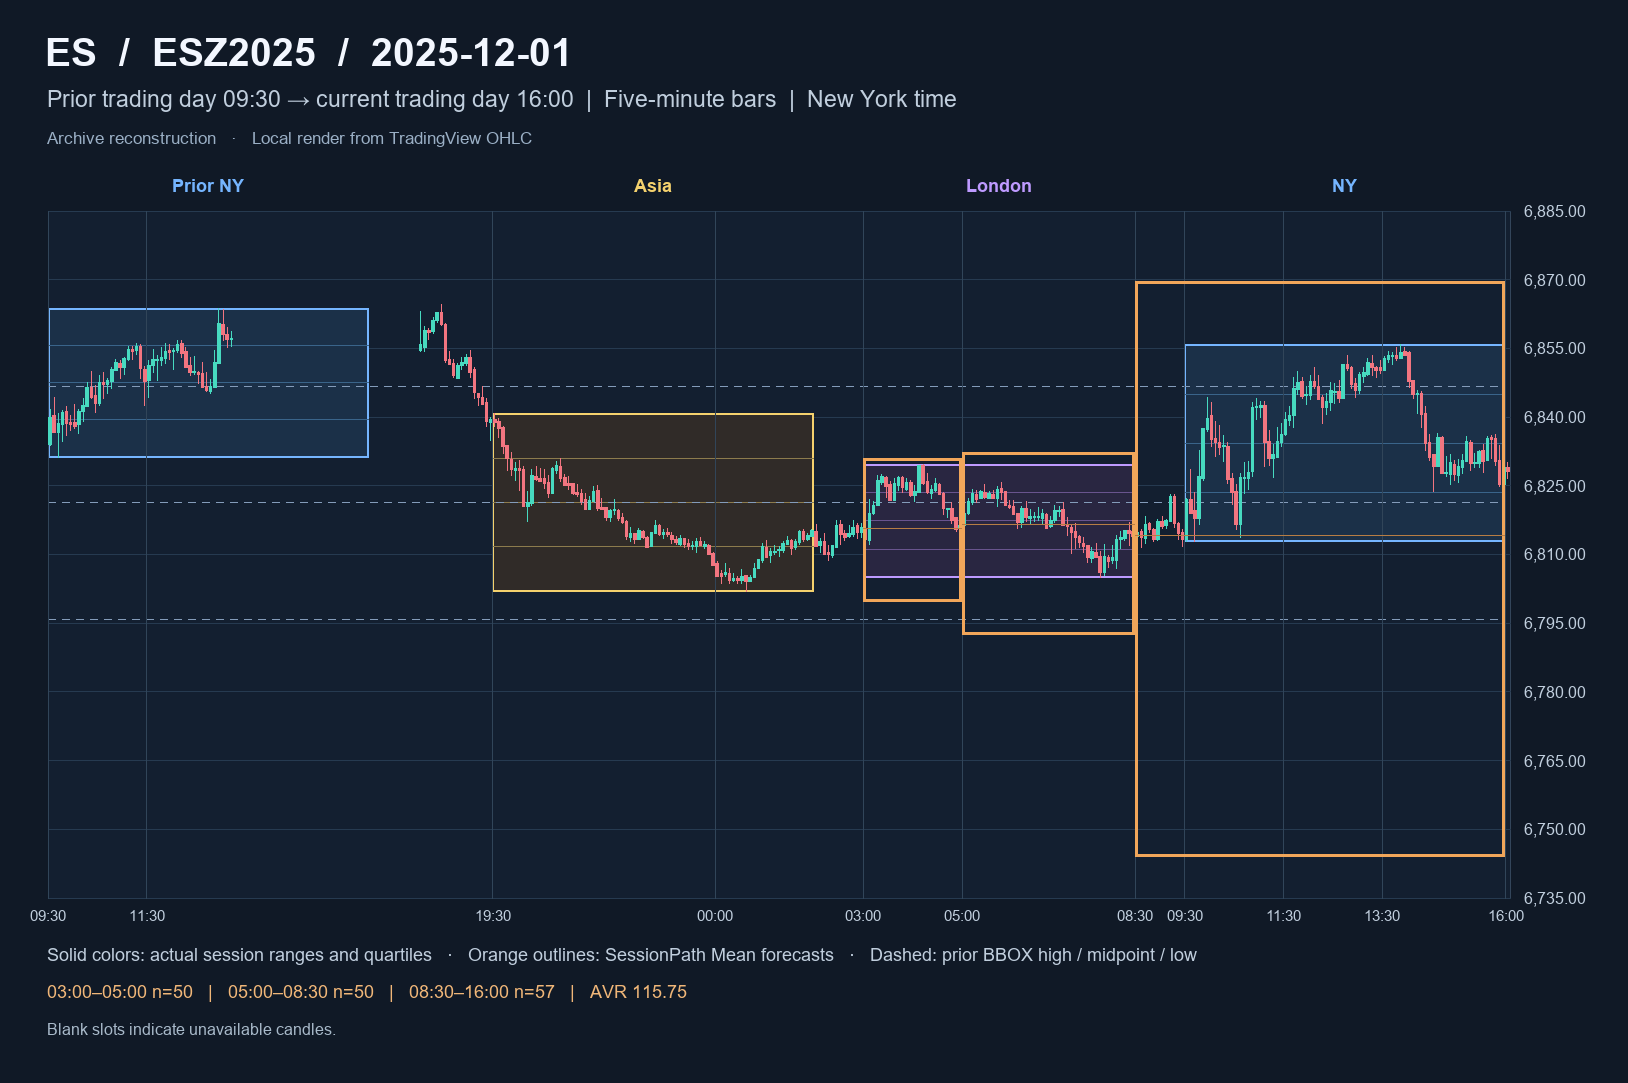 ES / ESZ2025 / 2025-12-01
Prior trading day 09:30 → current trading day 16:00 | Five-minute bars | New York time
Archive reconstruction · Local render from TradingView OHLC
Prior NY Asia London NY
6,885.00
6,870.00
6,855.00
6,840.00
6,825.00
6,810.00
6,795.00
6,780.00
6,765.00
6,750.00
6,735.00
09:30 11:30 19:30 00:00 03:00 05:00 08:30 09:30 11:30 13:30 16:00
Solid colors: actual session ranges and quartiles · Orange outlines: SessionPath Mean forecasts · Dashed: prior BBOX high / midpoint / low
03:00–05:00 n=50 | 05:00–08:30 n=50 | 08:30–16:00 n=57 | AVR 115.75
Blank slots indicate unavailable candles.